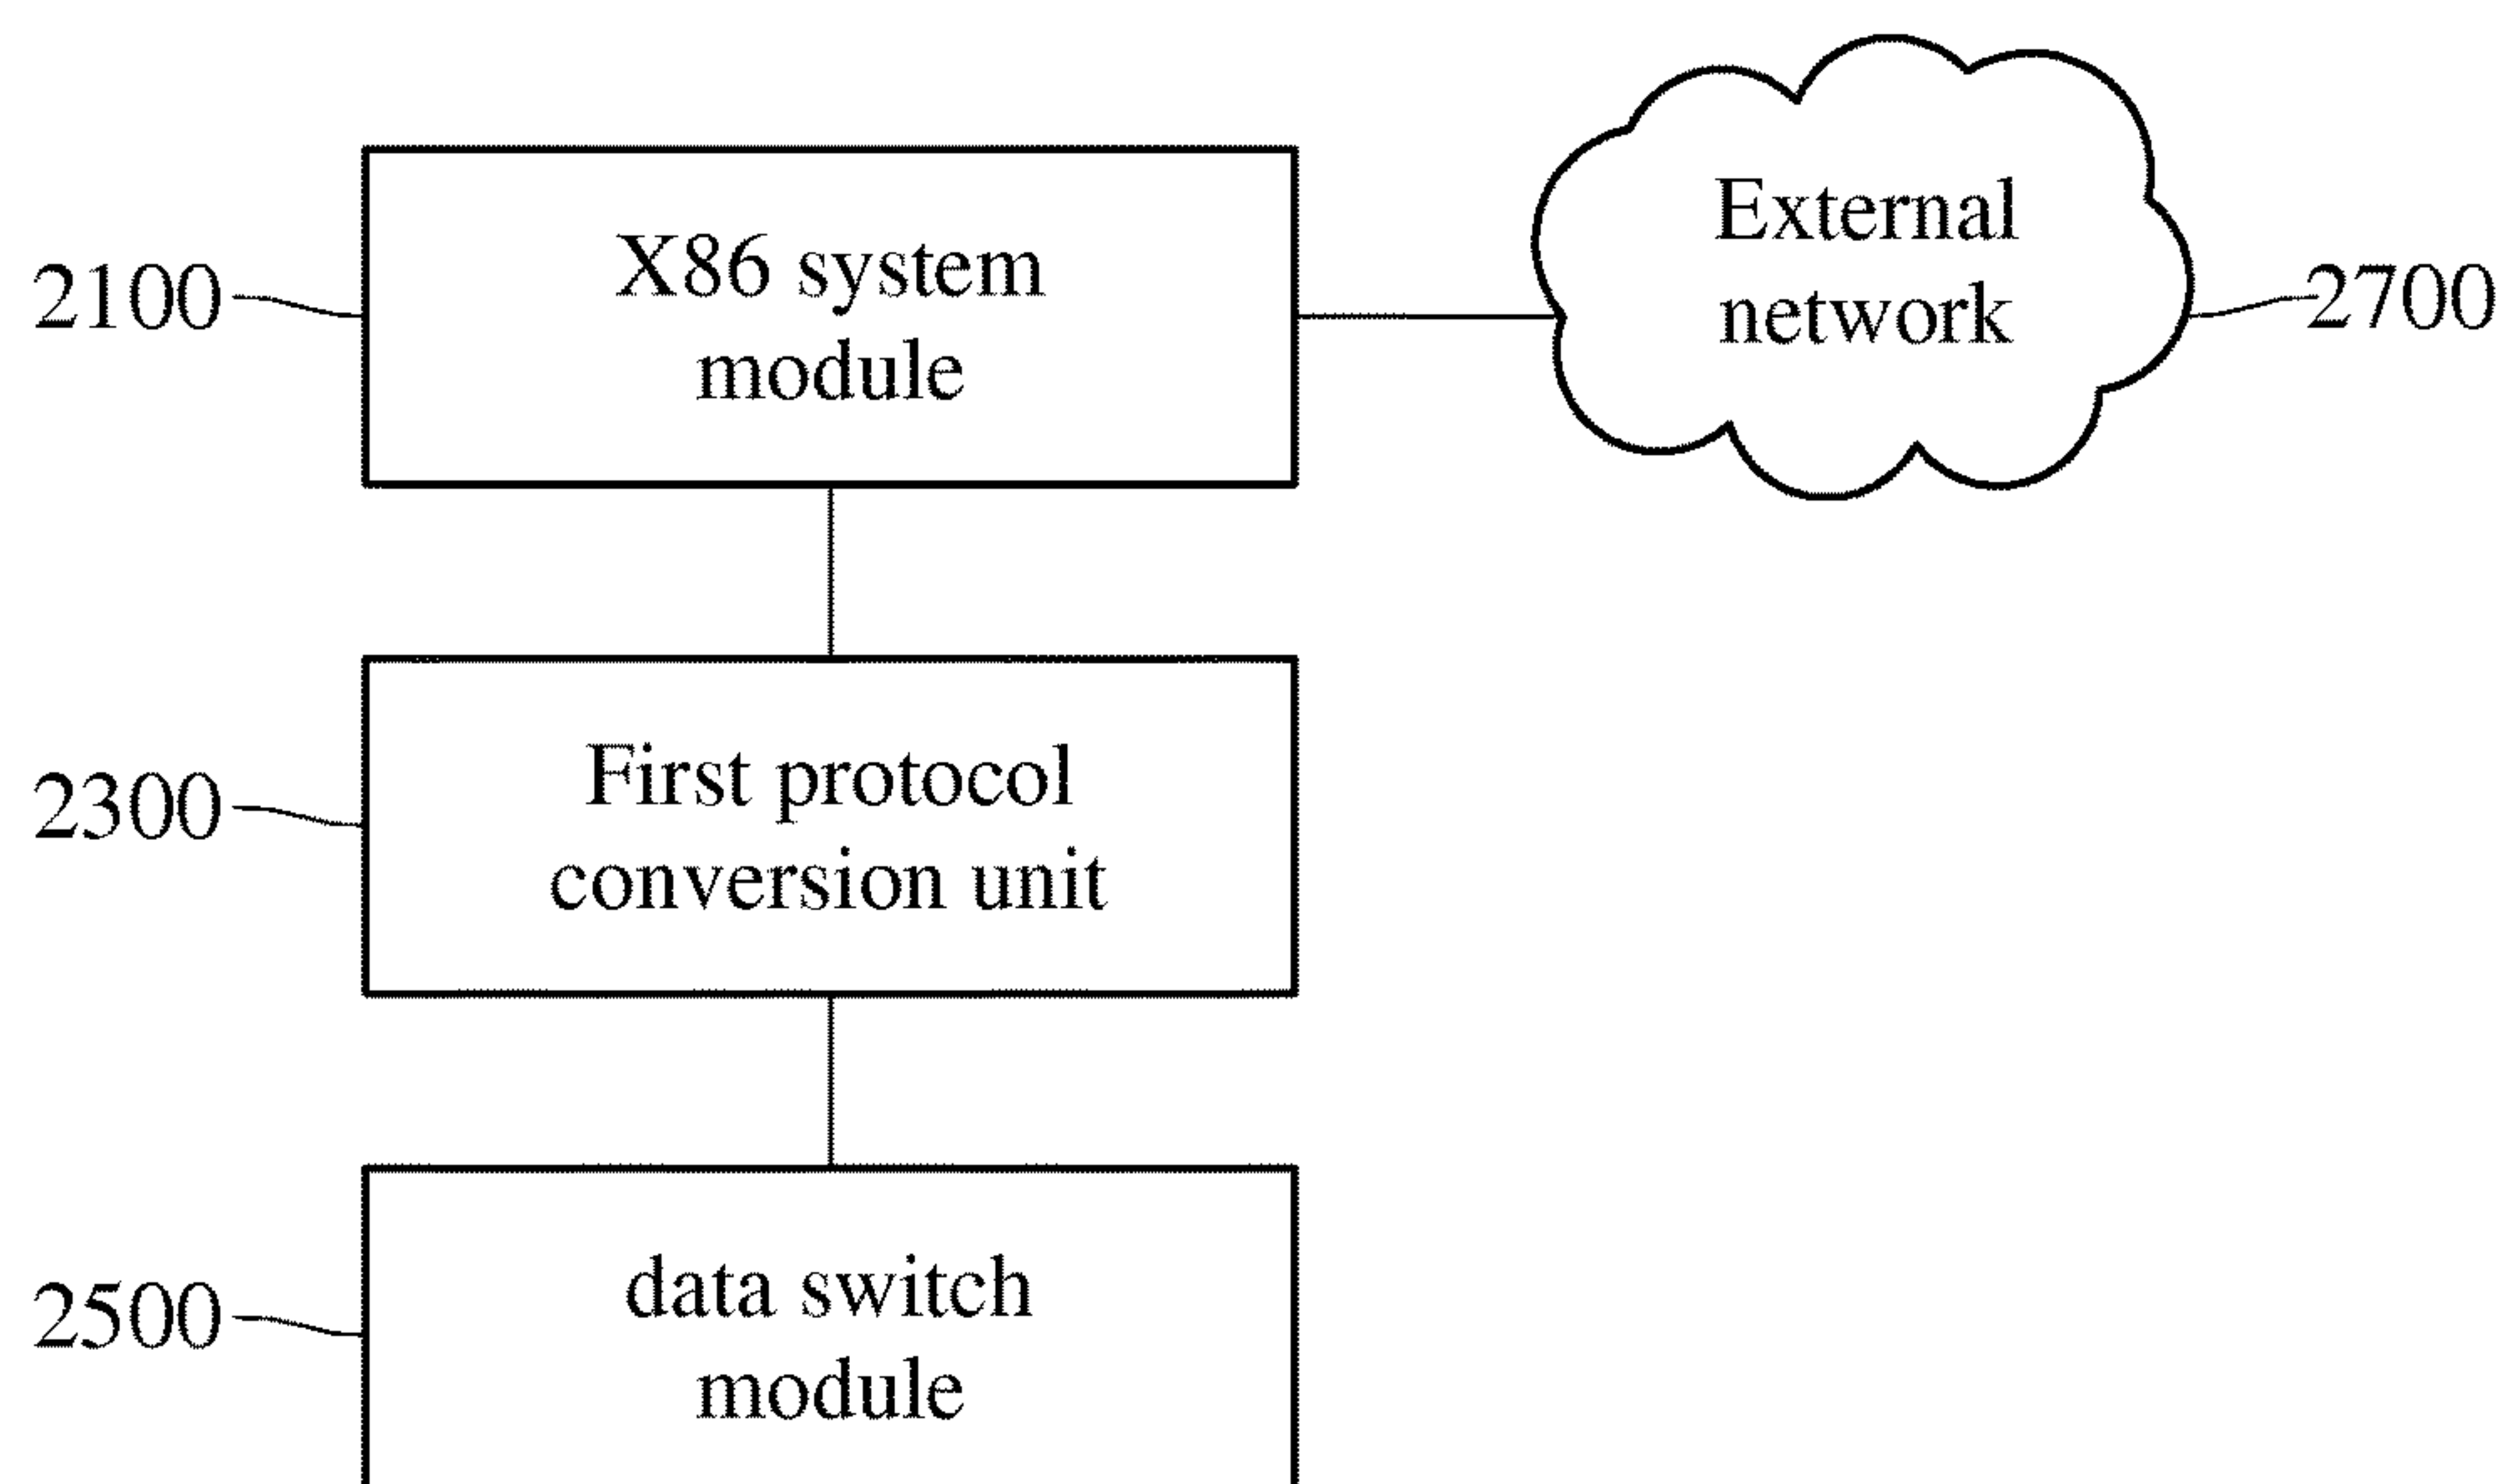 External
X86 system
2100
network
2700
module
First protocol
2300
conversion unit
data switch
2500
module